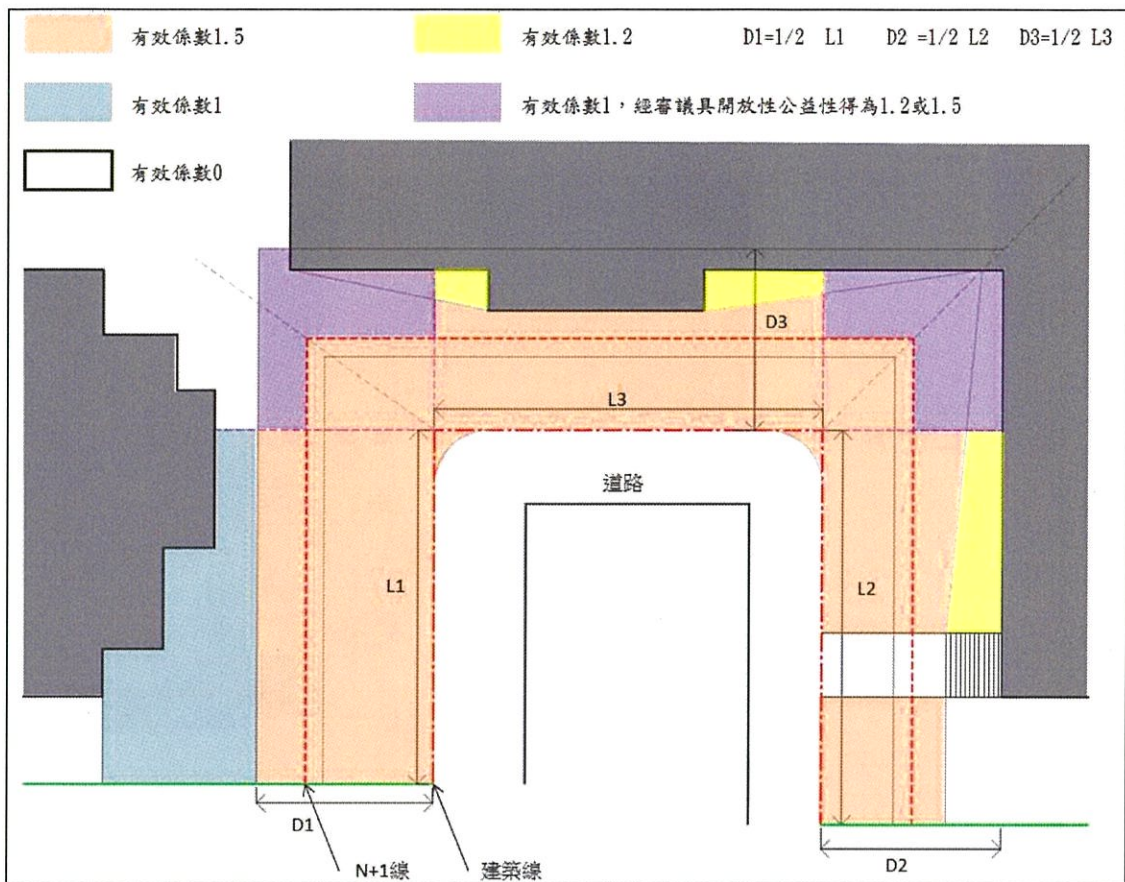 有效係數1.5
有效係數1.2
D1=1/2 L1 D2 =1/2 L2 D3=1/2 L3
有效係數1
有效係數1，經審議具開放性公益性得為1.2或1.5
有效係數0
D3
L3
道路
L1
L2
D1
D2
N+1線
建築線